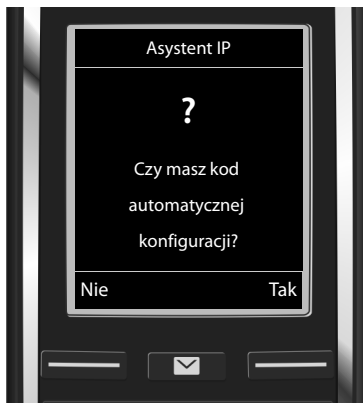 Asystent IP
?
Czy masz kod
automatycznej
konfiguracji?
Nie Tak